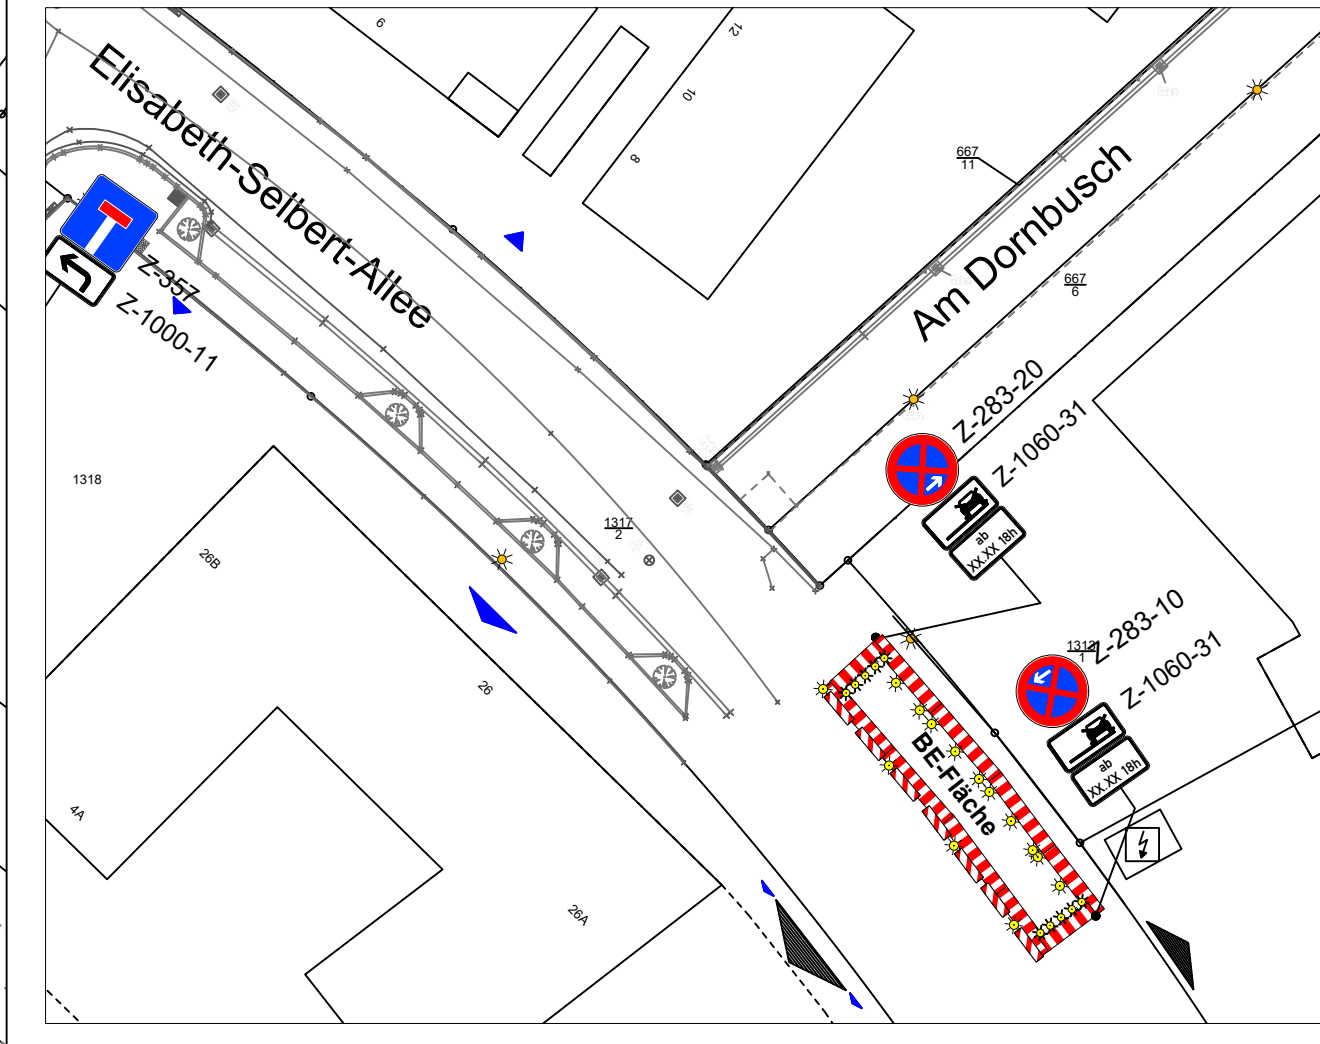 Elisabeth-Selbert-Allee
Am Dornbusch
6
12
10
8
667
11
667
6
Z-357
Z-1000-11
Z-283-20
Z-1060-31
ab
XX.XX 18h
1318
1317
2
26B
26
26A
4A
1313
1
Z-283-10
Z-1060-31
ab
XX.XX 18h
BE-Fläche